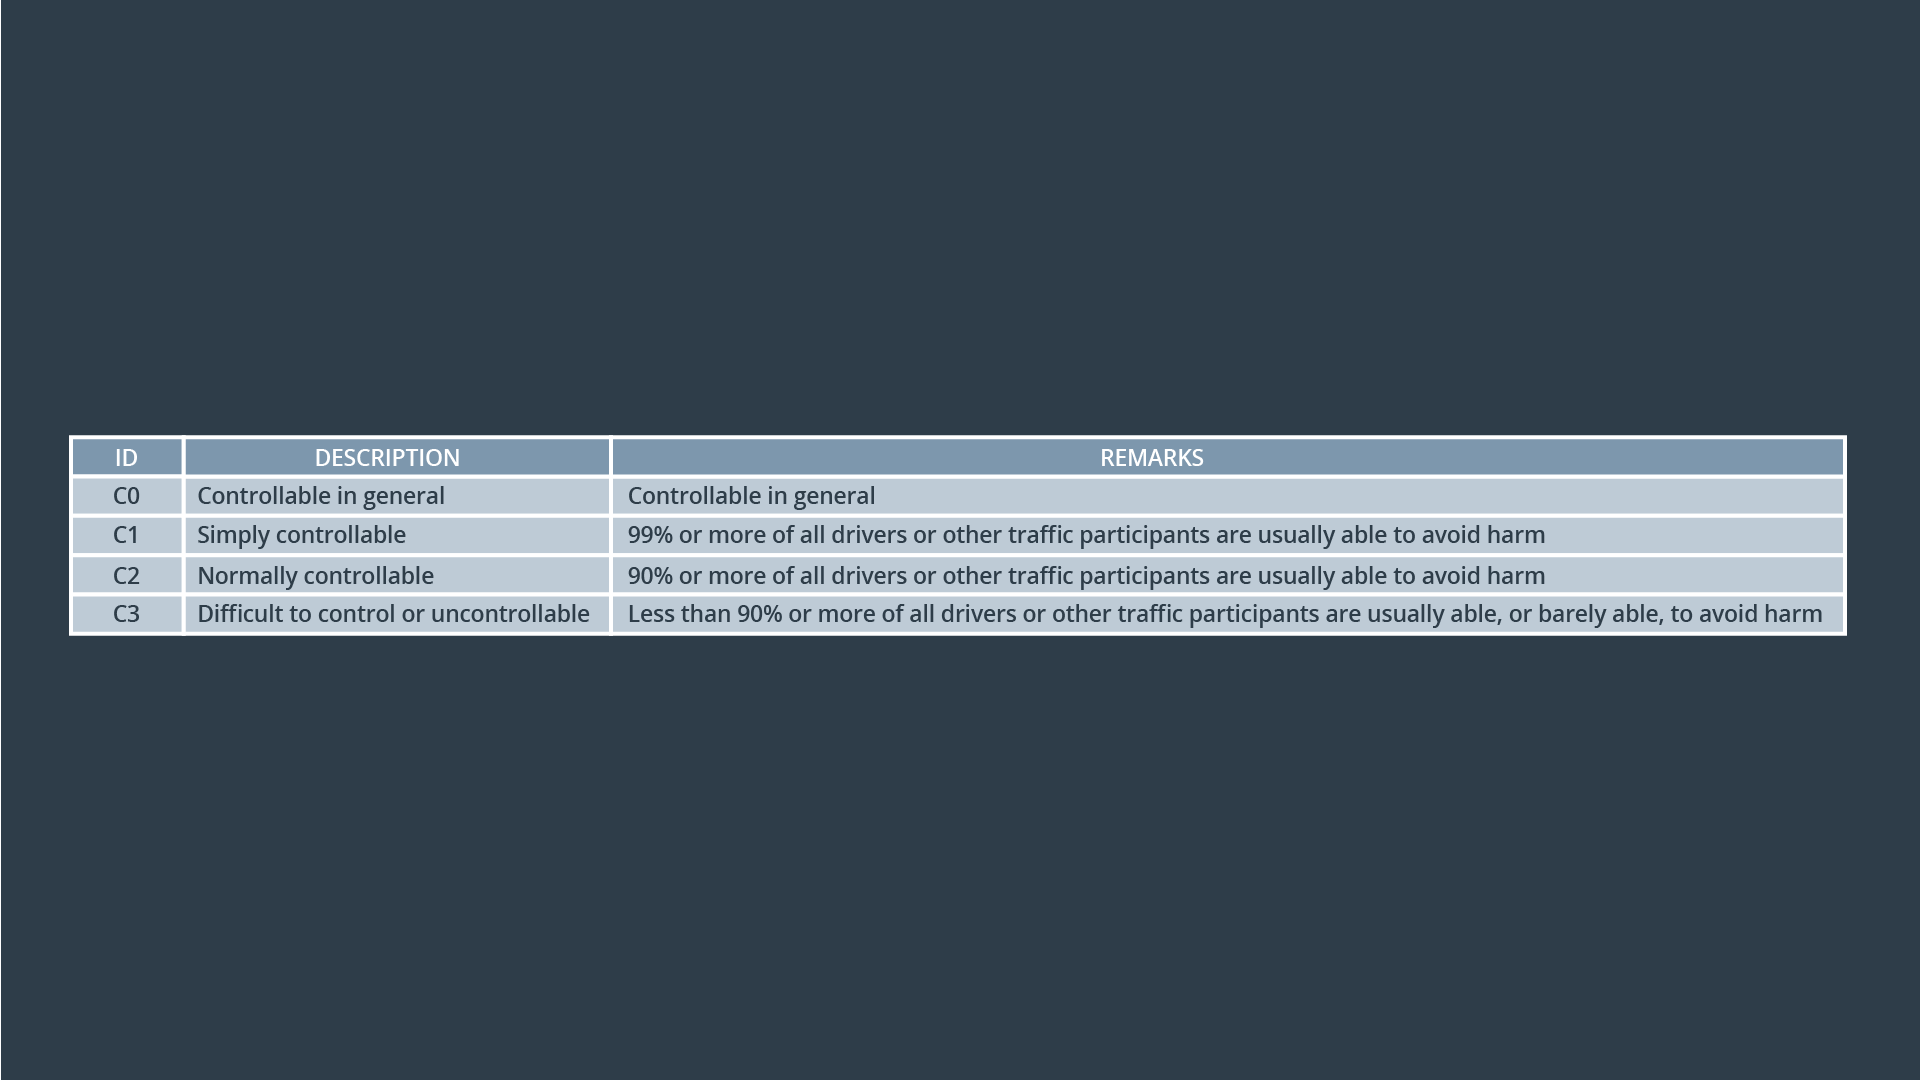 ID DESCRIPTION REMARKS
C0 Controllable in general Controllable in general
C1 Simply controllable 99% or more of all drivers or other traffic participants are usually able to avoid harm
C2 Normally controllable 90% or more of all drivers or other traffic participants are usually able to avoid harm
C3 Difficult to control or uncontrollable Less than 90% or more of all drivers or other traffic participants are usually able, or barely able, to avoid harm